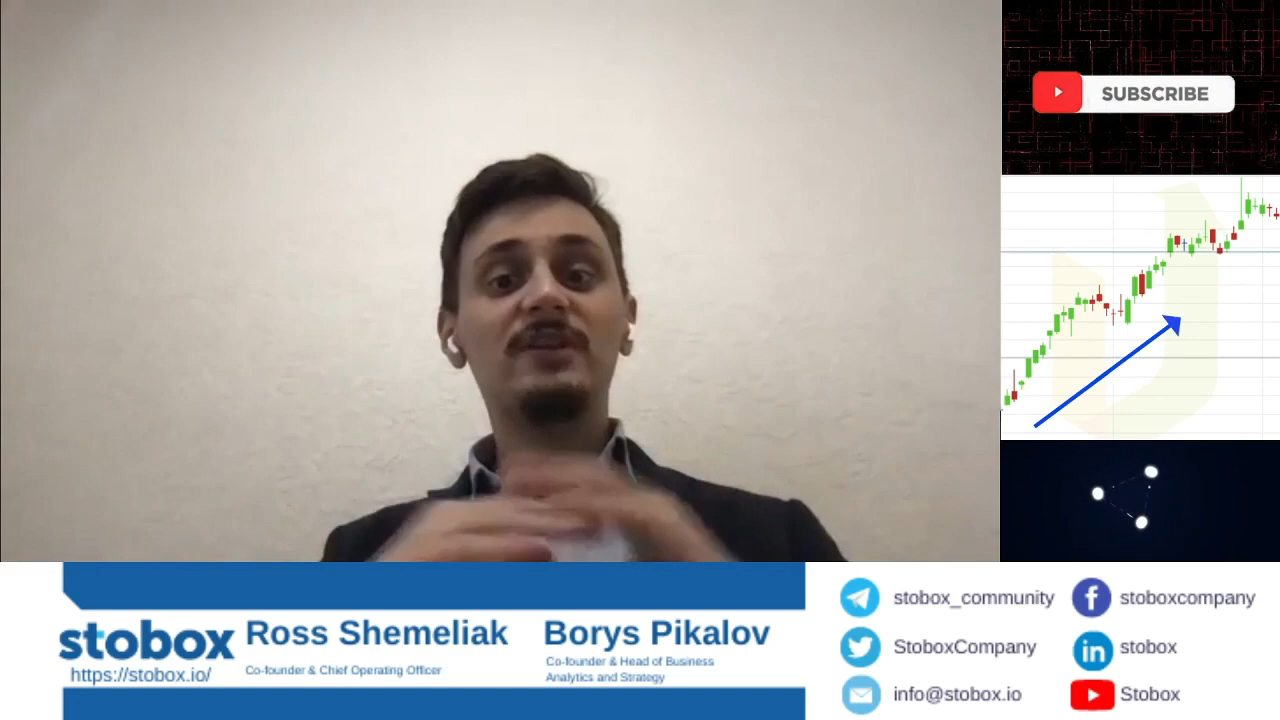 SUBSCRIBE
stobox
https://stobox.io/
Ross Shemeliak
Co-founder & Chief Operating Officer
Borys Pikalov
Co-founder & Head of Business
Analytics and Strategy
stobox_community
stoboxcompany
StoboxCompany
stobox
info@stobox.io
Stobox